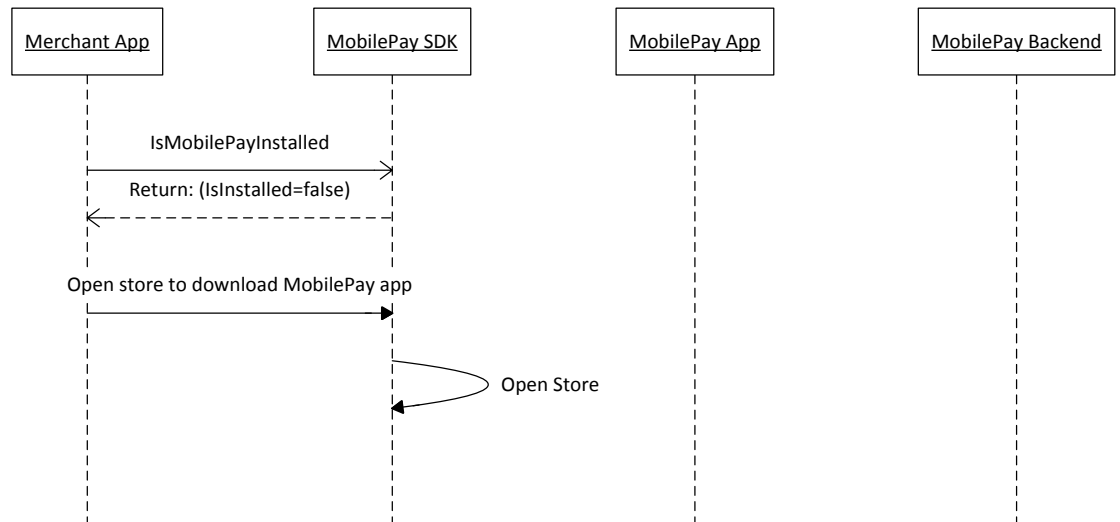 Merchant App
MobilePay SDK
MobilePay App
MobilePay Backend
IsMobilePayInstalled
Return: (IsInstalled=false)
Open store to download MobilePay app
Open Store